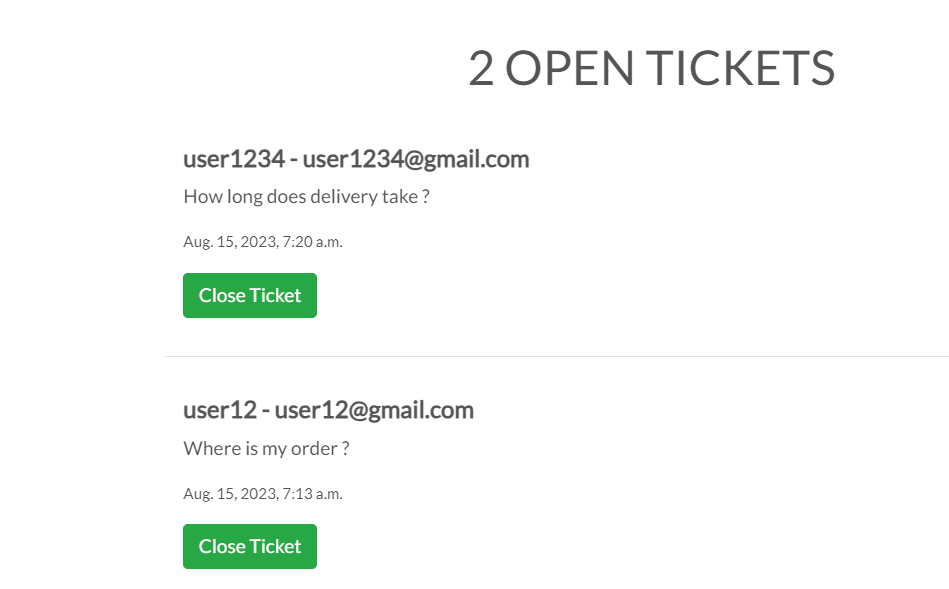 2 OPEN TICKETS
user1234 - user1234@gmail.com
How long does delivery take ?
Aug. 15, 2023, 7:20 a.m.
Close Ticket
user12 - user12@gmail.com
Where is my order ?
Aug. 15, 2023, 7:13 a.m.
Close Ticket